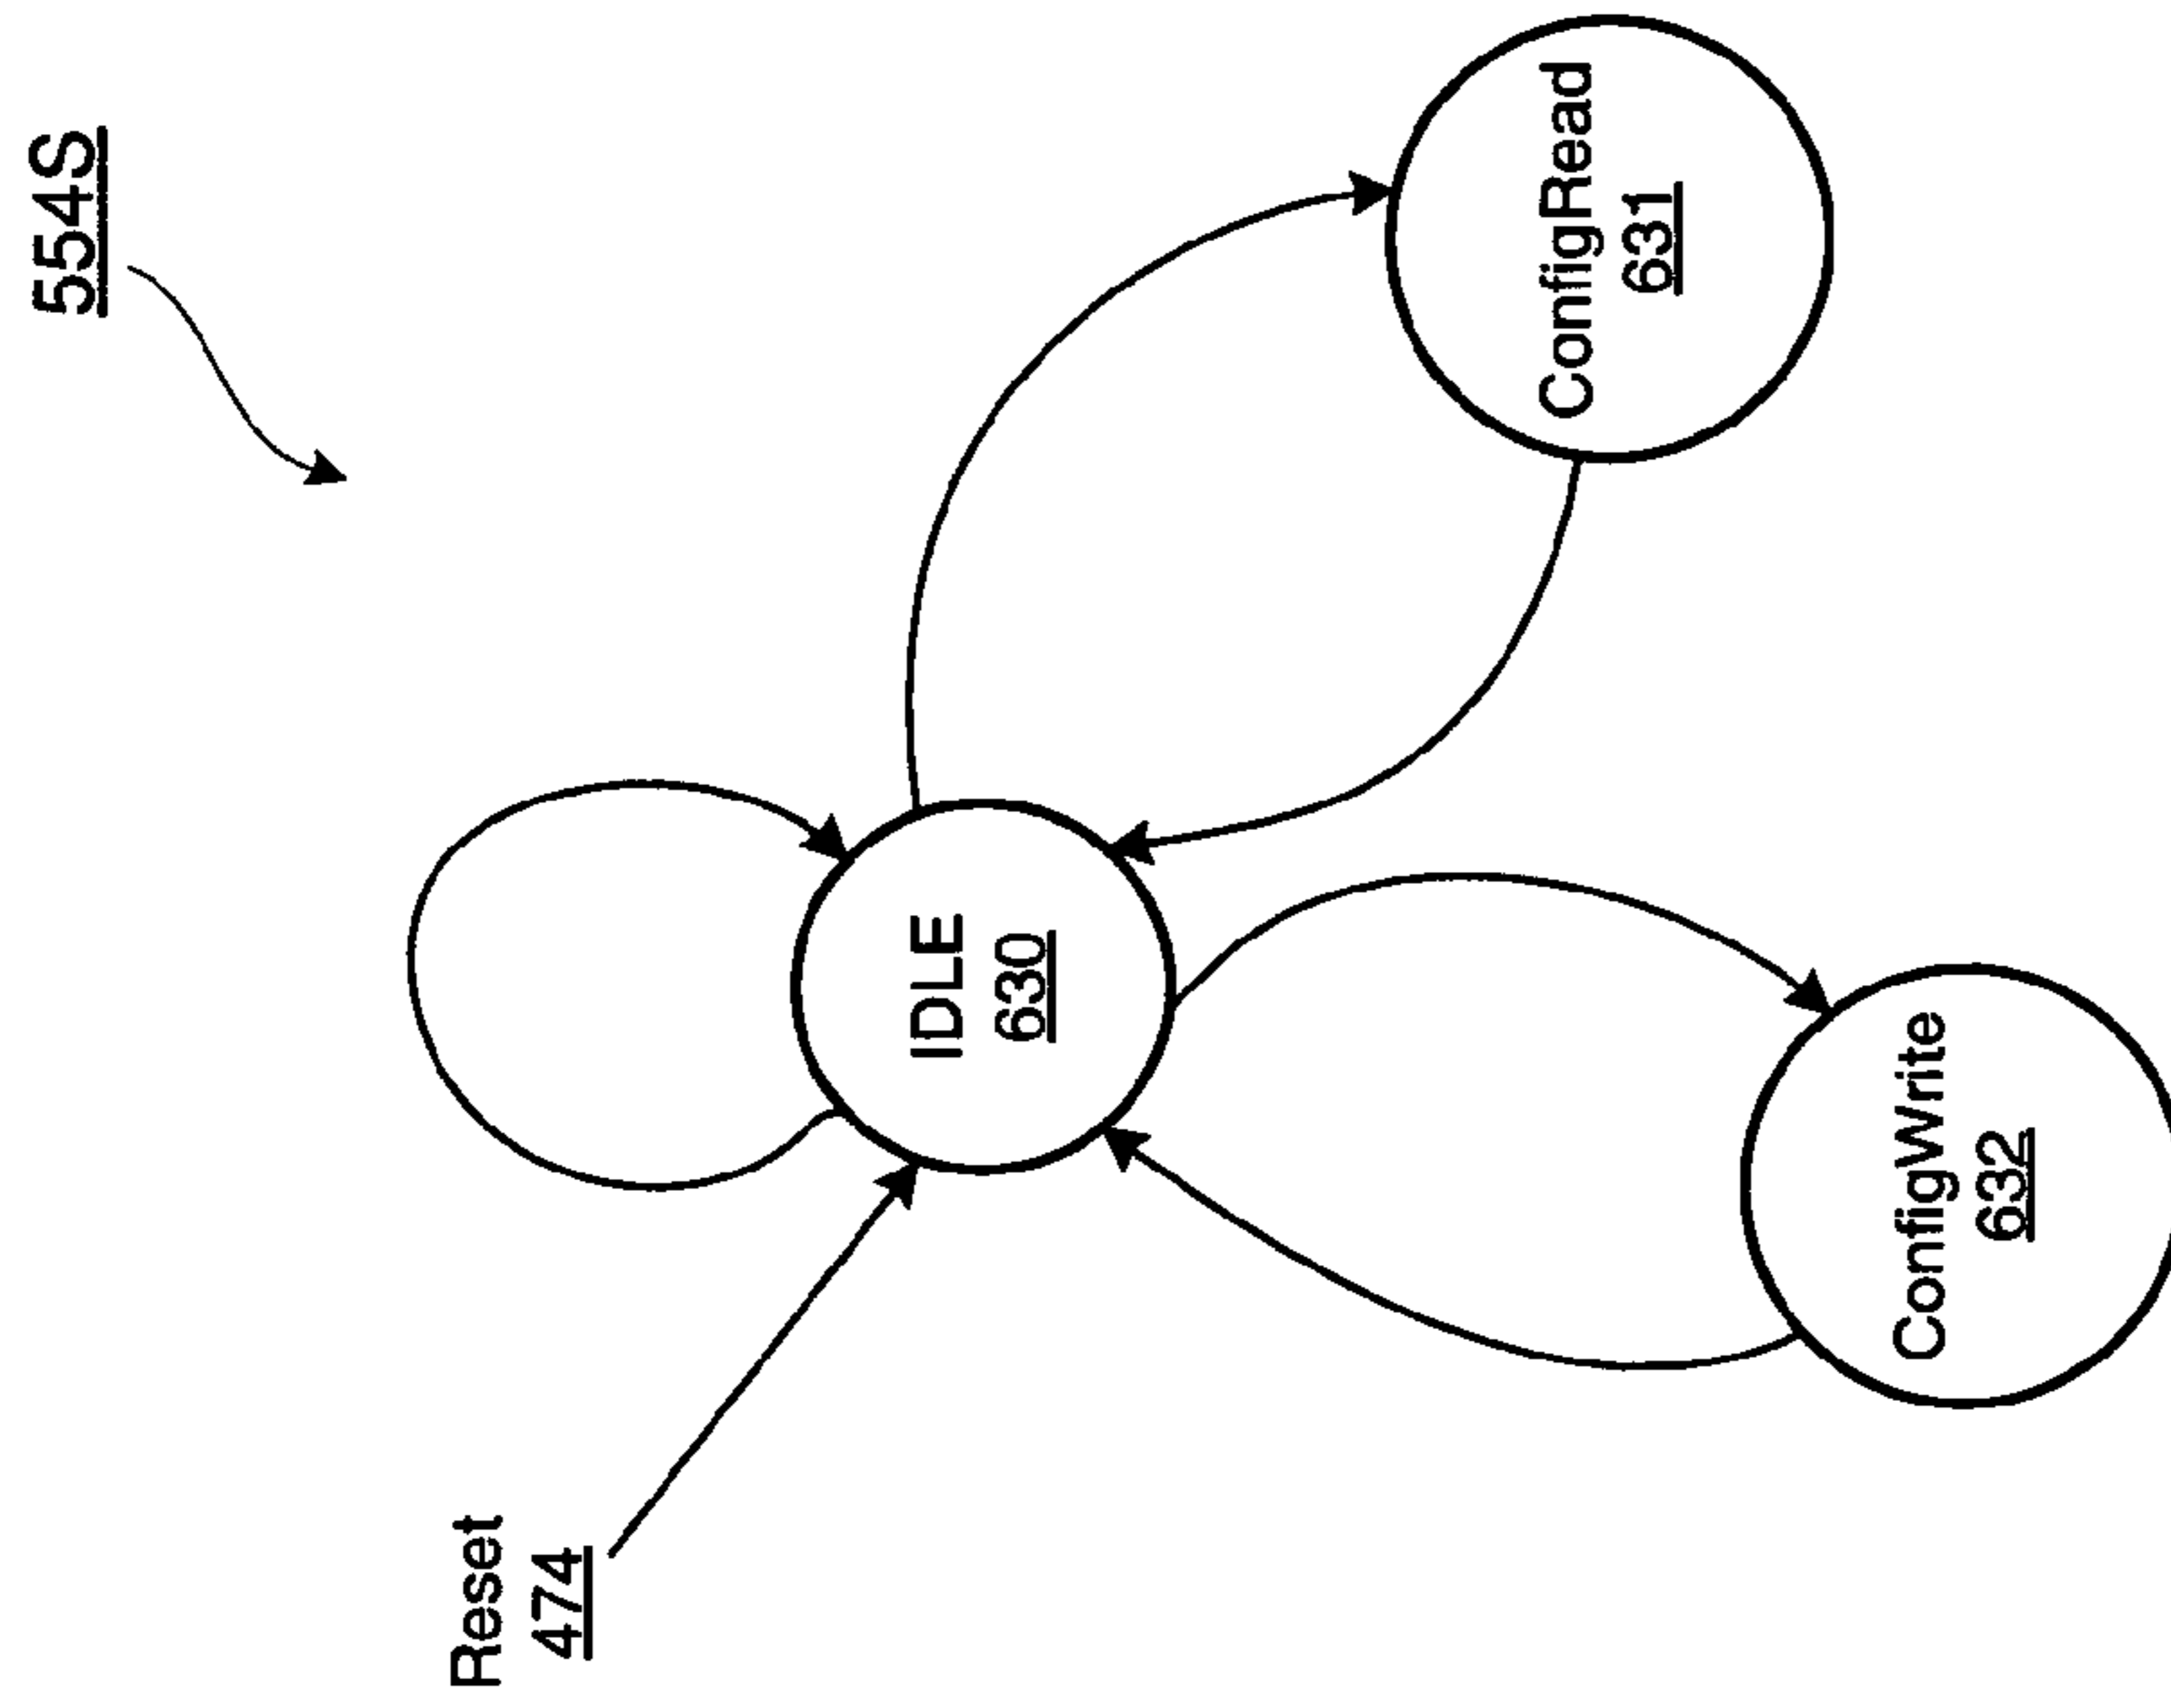 554S
Reset
474
IDLE
630
ConfigRead
631
ConfigWrite
632